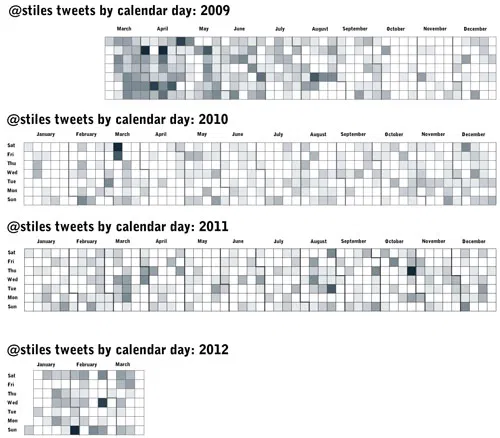 @stiles tweets by calendar day: 2009
March April May June July August September October November December
@stiles tweets by calendar day: 2010
January February March April May June July August September October November December
Sat
Fri
Thu
Wed
Tue
Mon
Sun
@stiles tweets by calendar day: 2011
January February March April May June July August September October November December
Sat
Fri
Thu
Wed
Tue
Mon
Sun
@stiles tweets by calendar day: 2012
January February March
Sat
Fri
Thu
Wed
Tue
Mon
Sun